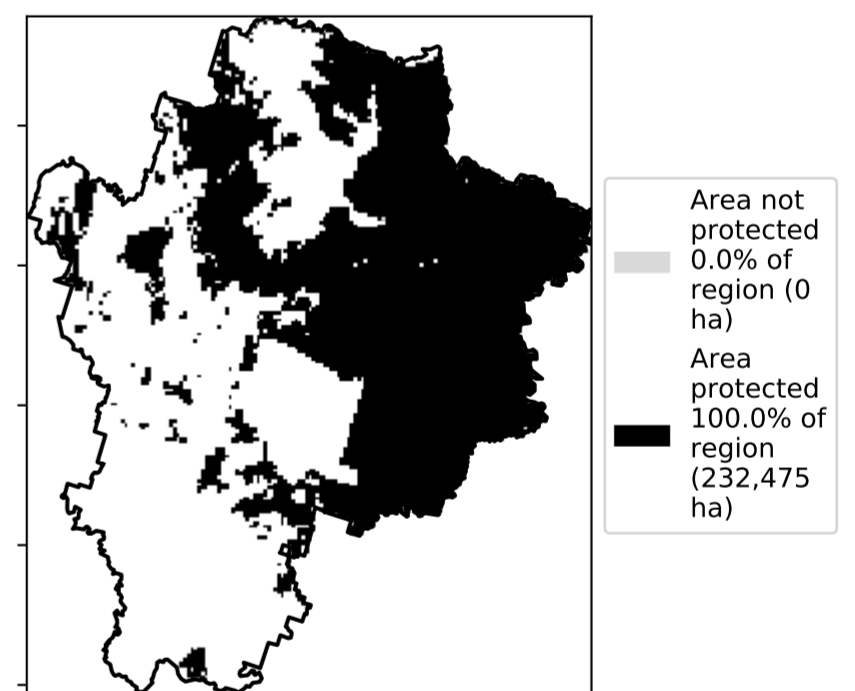 Area not
protected
0.0% of
region (0
ha)
Area
protected
100.0% of
region
(232,475
ha)